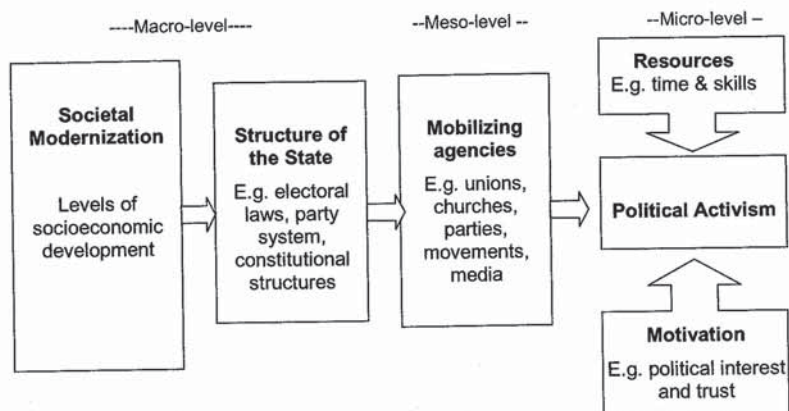 ----Macro-level----
--Meso-level --
--Micro-level –
Societal
Modernization
Levels of
socioeconomic
development
Structure of
the State
E.g. electoral
laws, party
system,
constitutional
structures
Mobilizing
agencies
E.g. unions,
churches,
parties,
movements,
media
Resources
E.g. time & skills
Political Activism
Motivation
E.g. political interest
and trust